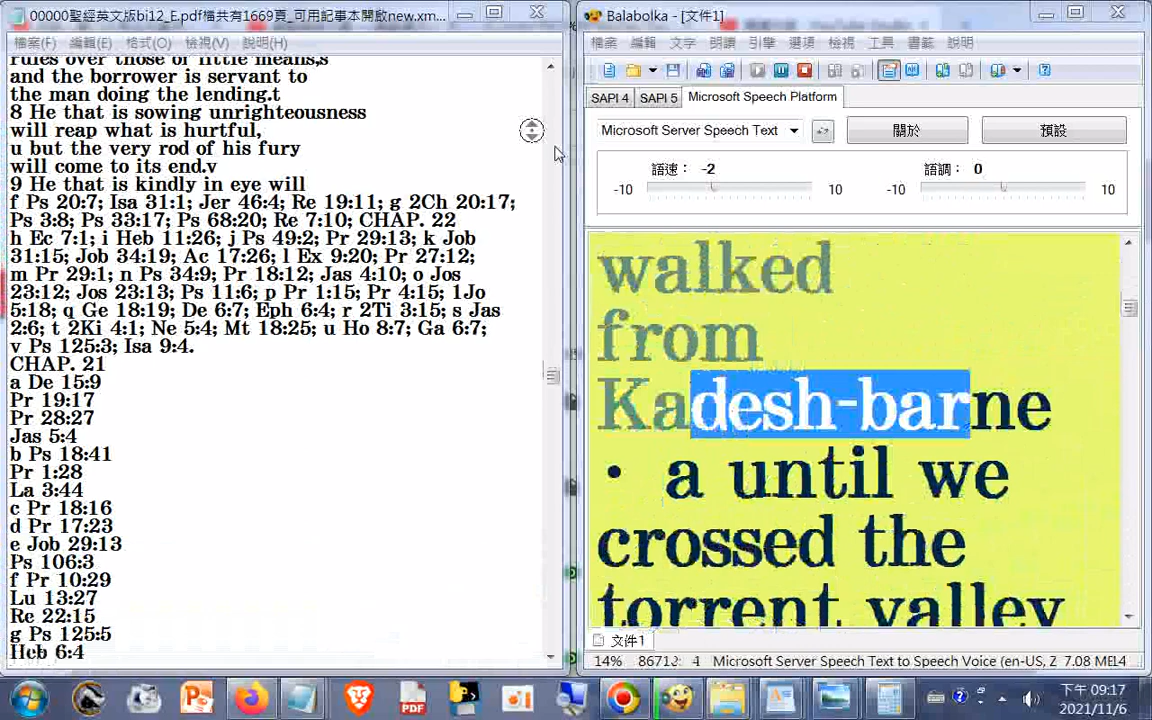 00000聖經英文版bi12_E.pdf檔共有1669頁_可用記事本開啟new.xm...
檔案(F) 編輯(E) 格式(O) 檢視(V) 說明(H)
rules over those of little means,s
and the borrower is servant to
the man doing the lending.t
8 He that is sowing unrighteousness
will reap what is hurtful,
u but the very rod of his fury
will come to its end.v
9 He that is kindly in eye will
f Ps 20:7; Isa 31:1; Jer 46:4; Re 19:11; g 2Ch 20:17;
Ps 3:8; Ps 33:17; Ps 68:20; Re 7:10; CHAP. 22
h Ec 7:1; i Heb 11:26; j Ps 49:2; Pr 29:13; k Job
31:15; Job 34:19; Ac 17:26; l Ex 9:20; Pr 27:12;
m Pr 29:1; n Ps 34:9; Pr 18:12; Jas 4:10; o Jos
23:12; Jos 23:13; Ps 11:6; p Pr 1:15; Pr 4:15; 1Jo
5:18; q Ge 18:19; De 6:7; Eph 6:4; r 2Ti 3:15; s Jas
2:6; t 2Ki 4:1; Ne 5:4; Mt 18:25; u Ho 8:7; Ga 6:7;
v Ps 125:3; Isa 9:4.
CHAP. 21
a De 15:9
Pr 19:17
Pr 28:27
Jas 5:4
b Ps 18:41
Pr 1:28
La 3:44
c Pr 18:16
d Pr 17:23
e Job 29:13
Ps 106:3
f Pr 10:29
Lu 13:27
Re 22:15
g Ps 125:5
Heb 6:4
Balabolka - [文件1]
檔案 編輯 文字 朗讀 引擎 選項 檢視 工具 書籤 說明
SAPI 4 SAPI 5 Microsoft Speech Platform
Microsoft Server Speech Text 關於 預設
語速： -2 語調： 0
-10 10 -10 10
walked
from
Kadesh-barne
• a until we
crossed the
torrent valley
文件1
14% 86712: 4 Microsoft Server Speech Text to Speech Voice (en-US, Z 7.08 ME14
下午 09:17
2021/11/6